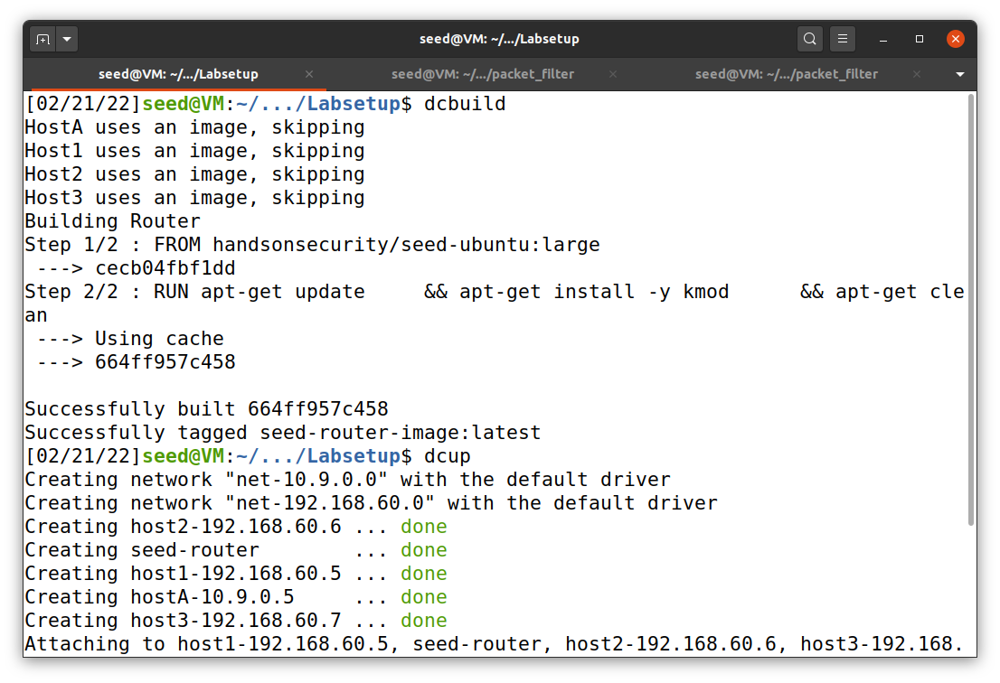 seed@VM: ~/.../Labsetup
seed@VM: ~/.../Labsetup
seed@VM: ~/.../packet_filter
seed@VM: ~/.../packet_filter
[02/21/22]seed@VM:~/.../Labsetup$ dcbuild
HostA uses an image, skipping
Host1 uses an image, skipping
Host2 uses an image, skipping
Host3 uses an image, skipping
Building Router
Step 1/2 : FROM handsonsecurity/seed-ubuntu:large
 ---> cecb04fbf1dd
Step 2/2 : RUN apt-get update     && apt-get install -y kmod      && apt-get cle
an
 ---> Using cache
 ---> 664ff957c458
Successfully built 664ff957c458
Successfully tagged seed-router-image:latest
[02/21/22]seed@VM:~/.../Labsetup$ dcup
Creating network "net-10.9.0.0" with the default driver
Creating network "net-192.168.60.0" with the default driver
Creating host2-192.168.60.6 ... done
Creating seed-router        ... done
Creating host1-192.168.60.5 ... done
Creating hostA-10.9.0.5     ... done
Creating host3-192.168.60.7 ... done
Attaching to host1-192.168.60.5, seed-router, host2-192.168.60.6, host3-192.168.